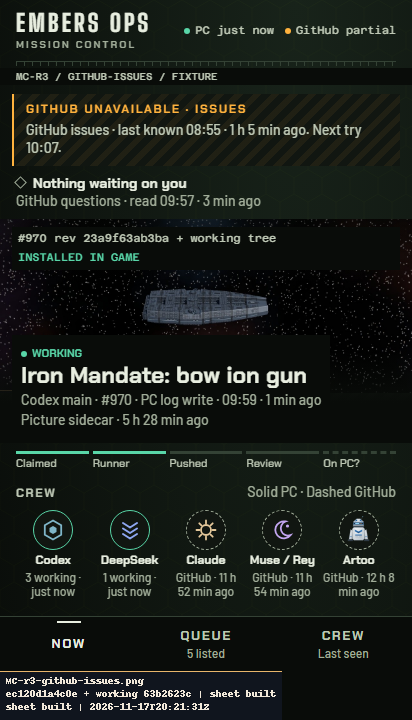 EMBERS OPS
MISSION CONTROL
PC just now GitHub partial
MC-R3 / GITHUB-ISSUES / FIXTURE
GITHUB UNAVAILABLE · ISSUES
GitHub issues · last known 08:55 · 1 h 5 min ago. Next try
10:07.
Nothing waiting on you
GitHub questions · read 09:57 · 3 min ago
#970 rev 23a9f63ab3ba + working tree
INSTALLED IN GAME
WORKING
Iron Mandate: bow ion gun
Codex main · #970 · PC log write · 09:59 · 1 min ago
Picture sidecar · 5 h 28 min ago
Claimed Runner Pushed Review On PC?
CREW Solid PC · Dashed GitHub
Codex DeepSeek Claude Muse / Rey Artoo
3 working · 1 working · GitHub · 11 h GitHub · 11 h GitHub · 12 h 8
just now just now 52 min ago 54 min ago min ago
NOW QUEUE CREW
5 listed Last seen
MC-r3-github-issues.png
ec120d1a4c0e + working 63b2623c | sheet built
sheet built | 2026-11-17T20:21:31Z